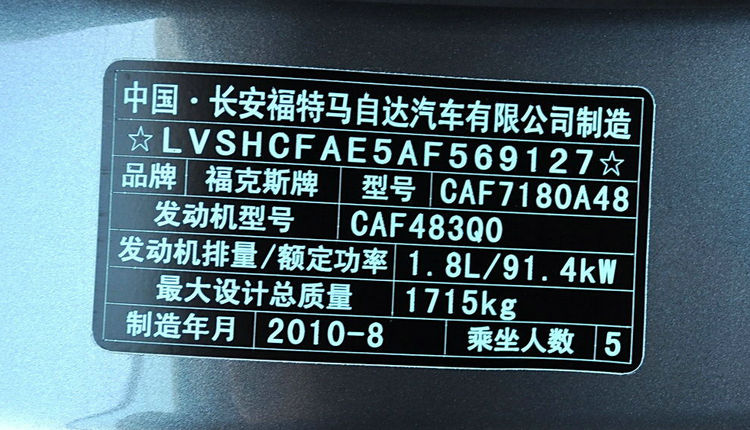 中国·长安福特马自达汽车有限公司制造
☆LVSHCFAE5AF569127☆
品牌 福克斯牌 型号 CAF7180A48
发动机型号 CAF483Q0
发动机排量/额定功率 1.8L/91.4kW
最大设计总质量 1715kg
制造年月 2010-8 乘坐人数 5